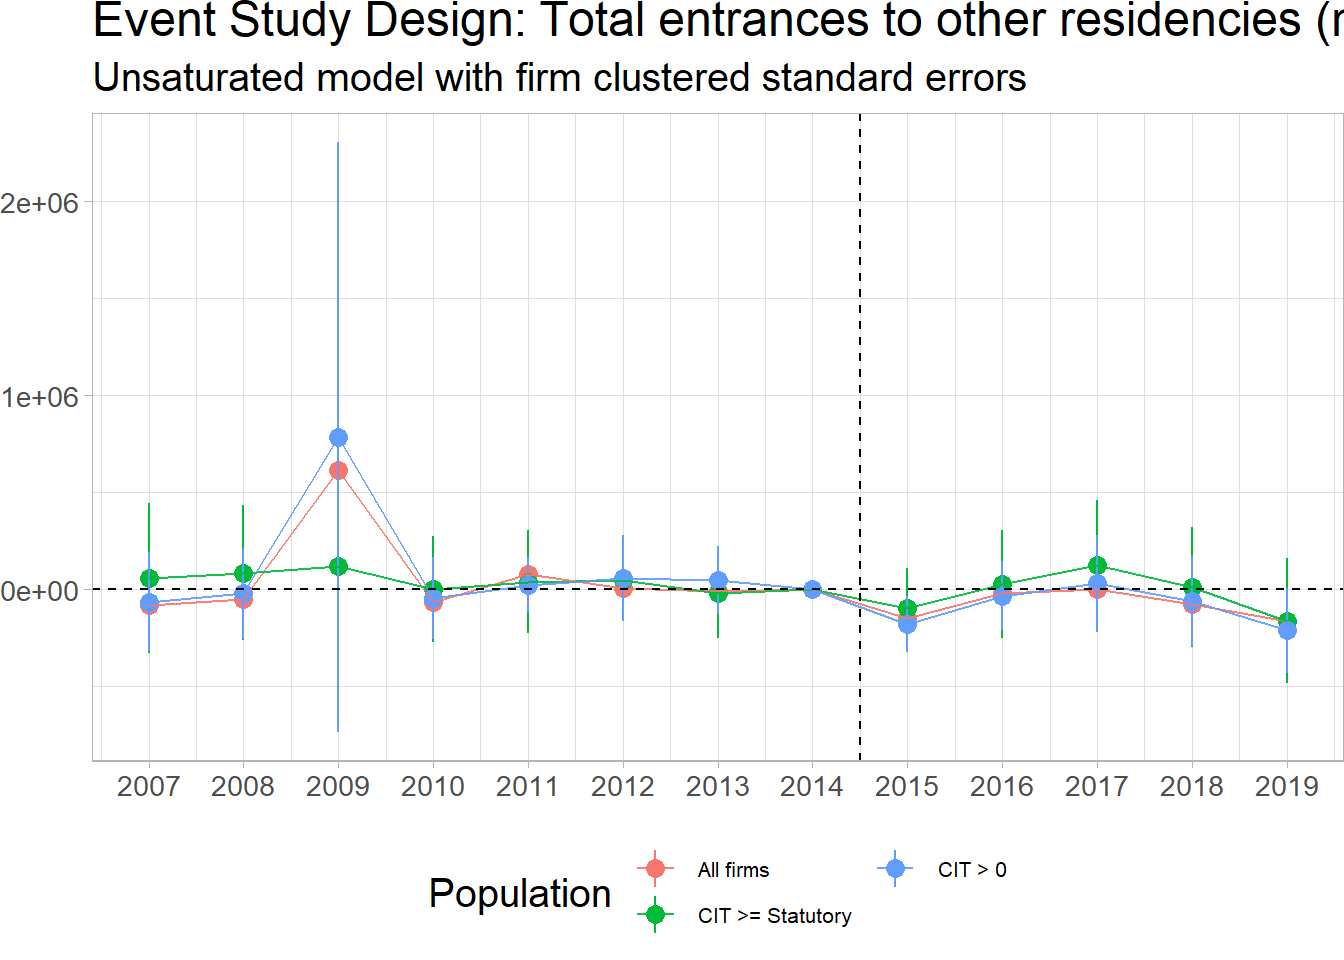 Event Study Design: Total entrances to other residencies (
Unsaturated model with firm clustered standard errors
2e+06
1e+06
0e+00
2007 2008 2009 2010 2011 2012 2013 2014 2015 2016 2017 2018 2019
Population
All firms
CIT > 0
CIT >= Statutory